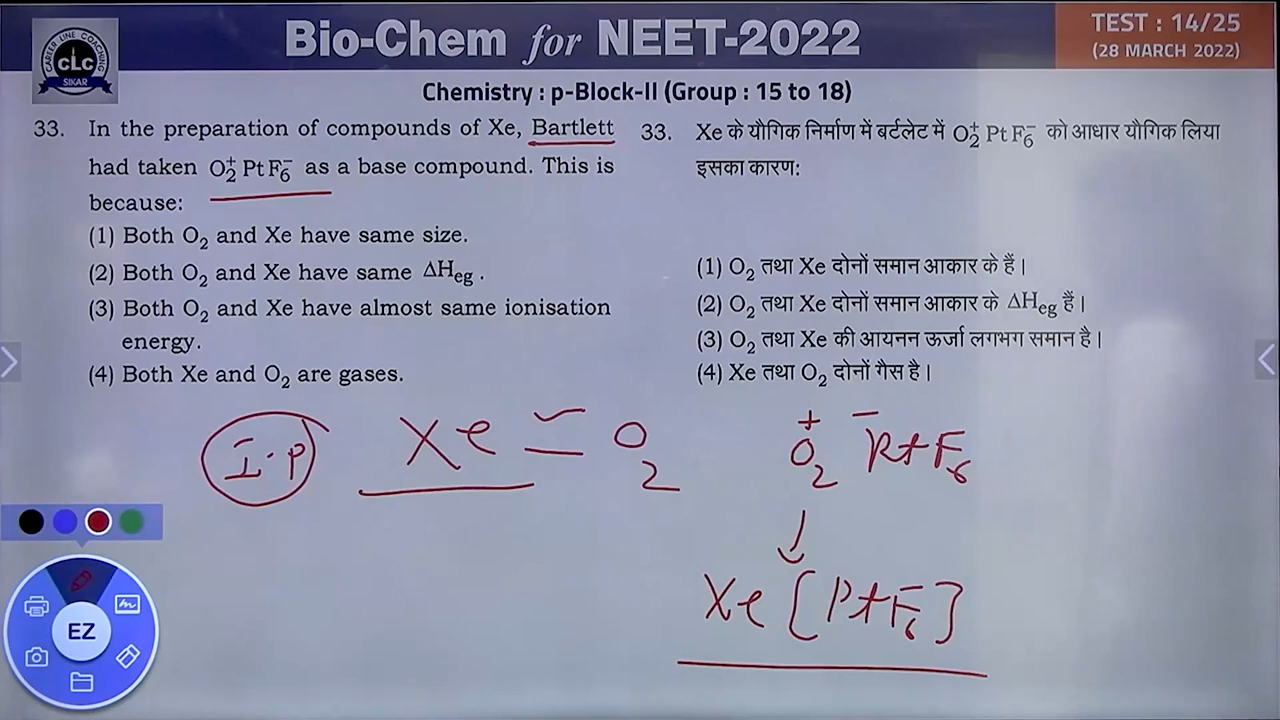 CAREER LINE COACHING
CLC
SIKAR
Bio-Chem for NEET-2022
TEST : 14/25
(28 MARCH 2022)
Chemistry : p-Block-II (Group : 15 to 18)
33. In the preparation of compounds of Xe, Bartlett
had taken O₂⁺ PtF₆⁻ as a base compound. This is
because:
(1) Both O₂ and Xe have same size.
(2) Both O₂ and Xe have same ΔHeg .
(3) Both O₂ and Xe have almost same ionisation
energy.
(4) Both Xe and O₂ are gases.
33. Xe के यौगिक निर्माण में बर्टलेट में O₂⁺ PtF₆⁻ को आधार यौगिक लिया
इसका कारण:
(1) O₂ तथा Xe दोनों समान आकार के हैं।
(2) O₂ तथा Xe दोनों समान आकार के ΔHeg हैं।
(3) O₂ तथा Xe की आयनन ऊर्जा लगभग समान है।
(4) Xe तथा O₂ दोनों गैस है।
I.P Xe ≃ O₂
O₂⁺ ⁻PtF₆
↓
Xe [PtF₆]
EZ